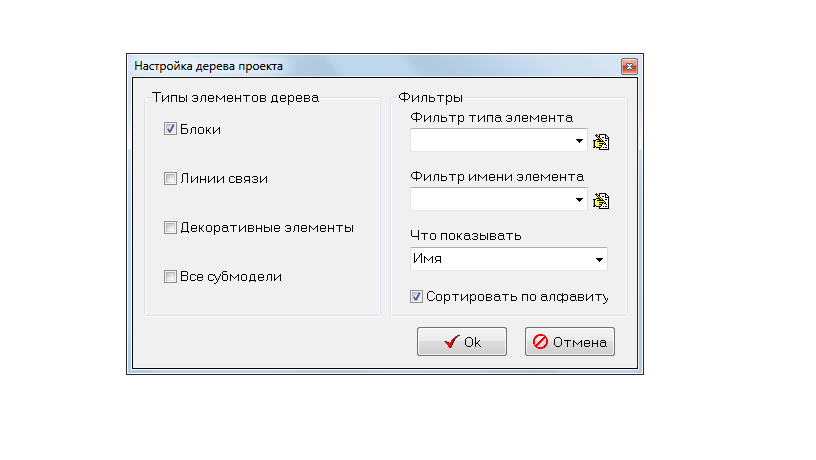 Настройка дерева проекта
Типы элементов дерева
Блоки
Линии связи
Декоративные элементы
Все субмодели
Фильтры
Фильтр типа элемента
Фильтр имени элемента
Что показывать
Имя
Сортировать по алфавиту
Ok
Отмена